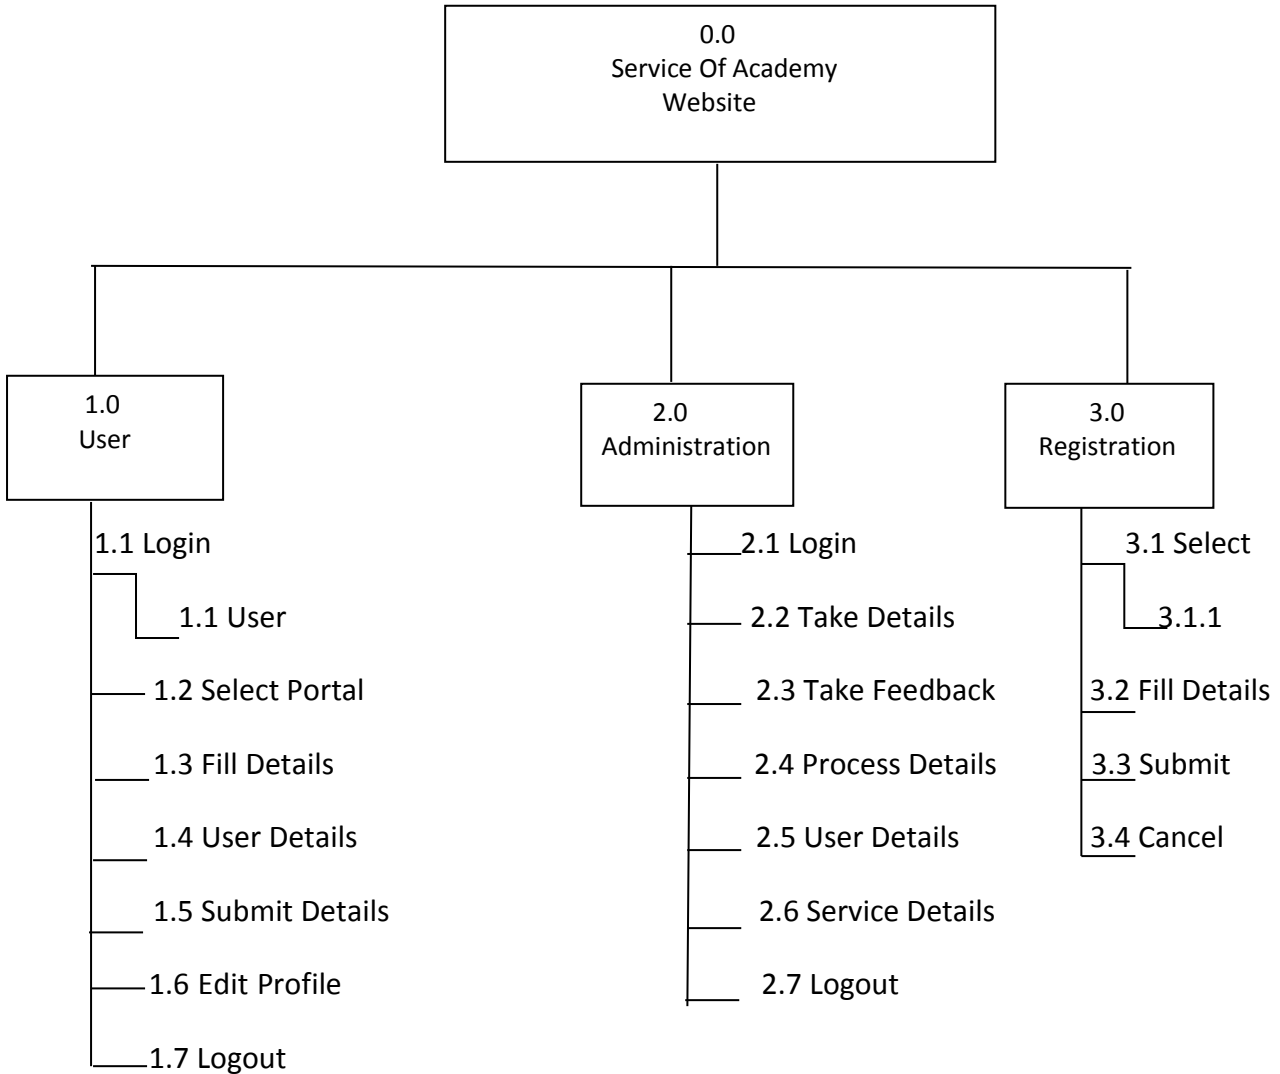 0.0
Service Of Academy
Website
1.0
User
2.0
Administration
3.0
Registration
1.1 Login
1.1 User
1.2 Select Portal
1.3 Fill Details
1.4 User Details
1.5 Submit Details
1.6 Edit Profile
1.7 Logout
2.1 Login
2.2 Take Details
2.3 Take Feedback
2.4 Process Details
2.5 User Details
2.6 Service Details
2.7 Logout
3.1 Select
3.1.1
3.2 Fill Details
3.3 Submit
3.4 Cancel